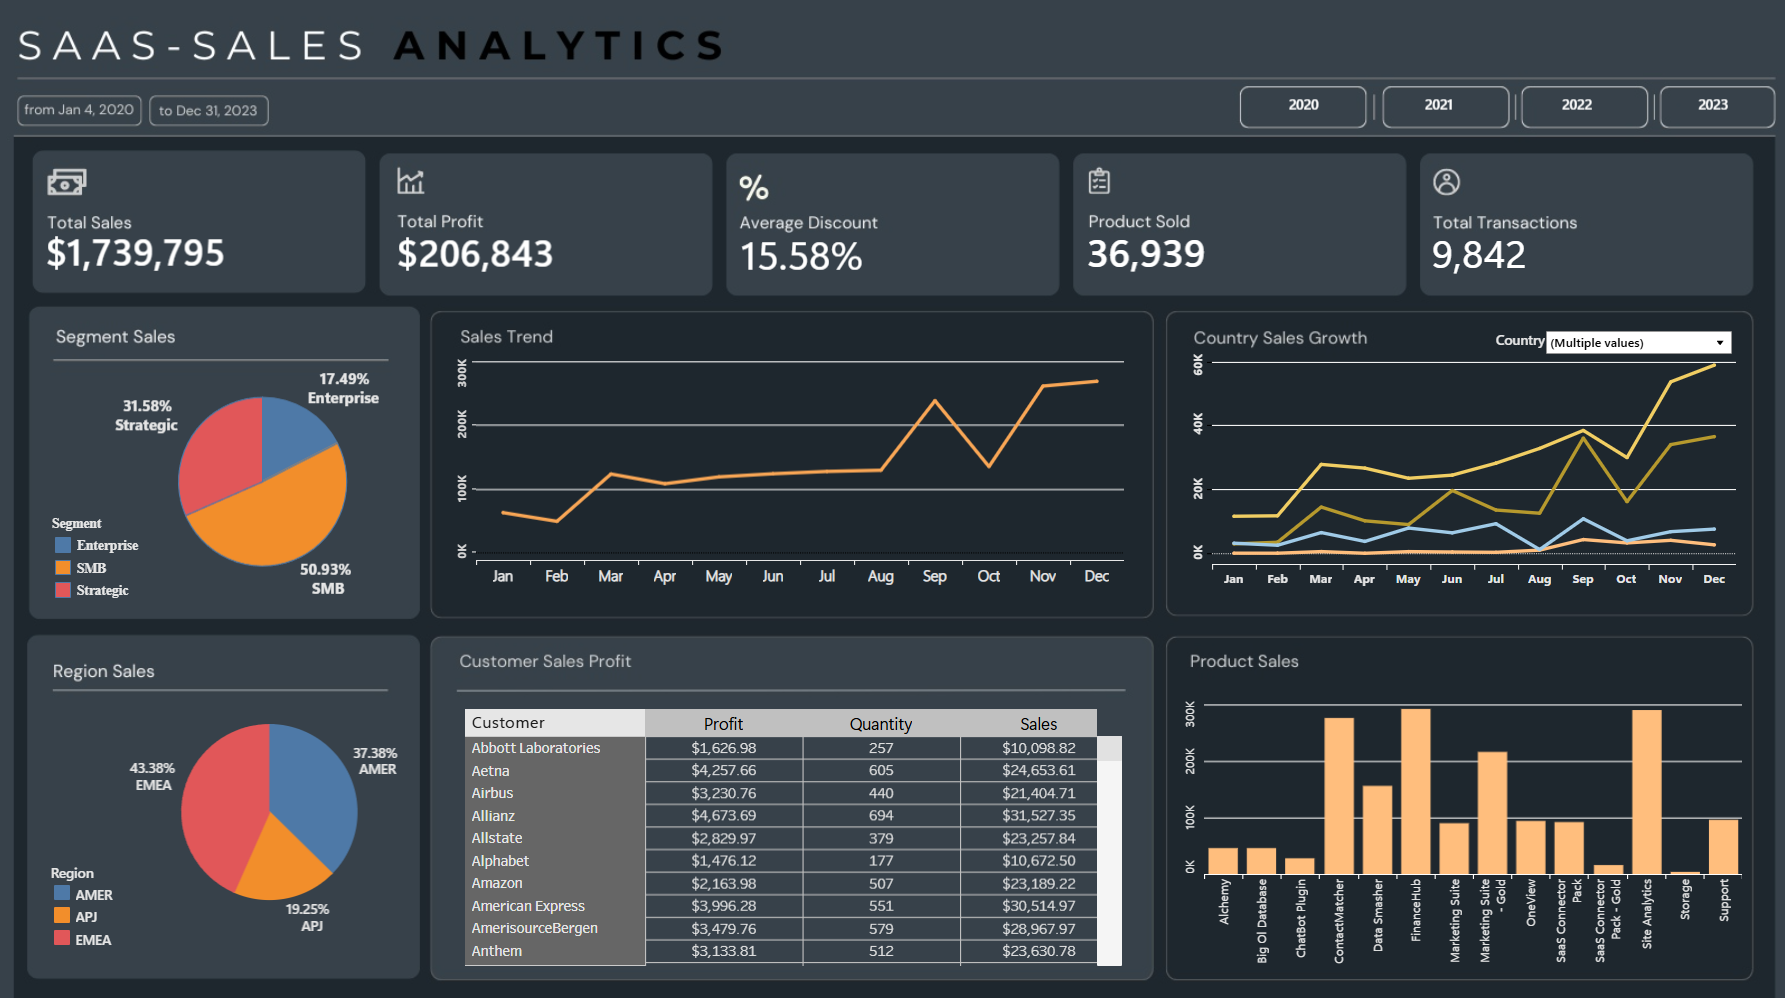 SAAS-SALES ANALYTICS
from Jan 4, 2020
to Dec 31, 2023
2020
2021
2022
2023
Total Sales
$1,739,795
Total Profit
$206,843
%
Average Discount
15.58%
Product Sold
36,939
Total Transactions
9,842
Segment Sales
17.49%
Enterprise
31.58%
Strategic
50.93%
SMB
Segment
Enterprise
SMB
Strategic
Sales Trend
300K
200K
100K
0K
Jan Feb Mar Apr May Jun Jul Aug Sep Oct Nov Dec
Country Sales Growth
Country (Multiple values)
60K
40K
20K
0K
Jan Feb Mar Apr May Jun Jul Aug Sep Oct Nov Dec
Region Sales
37.38%
AMER
43.38%
EMEA
19.25%
APJ
Region
AMER
APJ
EMEA
Customer Sales Profit
Customer Profit Quantity Sales
Abbott Laboratories $1,626.98 257 $10,098.82
Aetna $4,257.66 605 $24,653.61
Airbus $3,230.76 440 $21,404.71
Allianz $4,673.69 694 $31,527.35
Allstate $2,829.97 379 $23,257.84
Alphabet $1,476.12 177 $10,672.50
Amazon $2,163.98 507 $23,189.22
American Express $3,996.28 551 $30,514.97
AmerisourceBergen $3,479.76 579 $28,967.97
Anthem $3,133.81 512 $23,630.78
Product Sales
300K
200K
100K
0K
Alchemy
Big Ol Database
ChatBot Plugin
ContactMatcher
Data Smasher
FinanceHub
Marketing Suite
Marketing Suite
- Gold
OneView
SaaS Connector
Pack
SaaS Connector
Pack - Gold
Site Analytics
Storage
Support